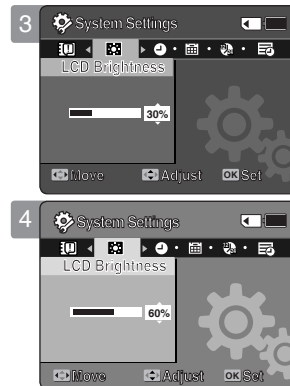 3
System Settings
LCD Brightness
30%
Move Adjust OK Set
4
System Settings
LCD Brightness
60%
Move Adjust OK Set